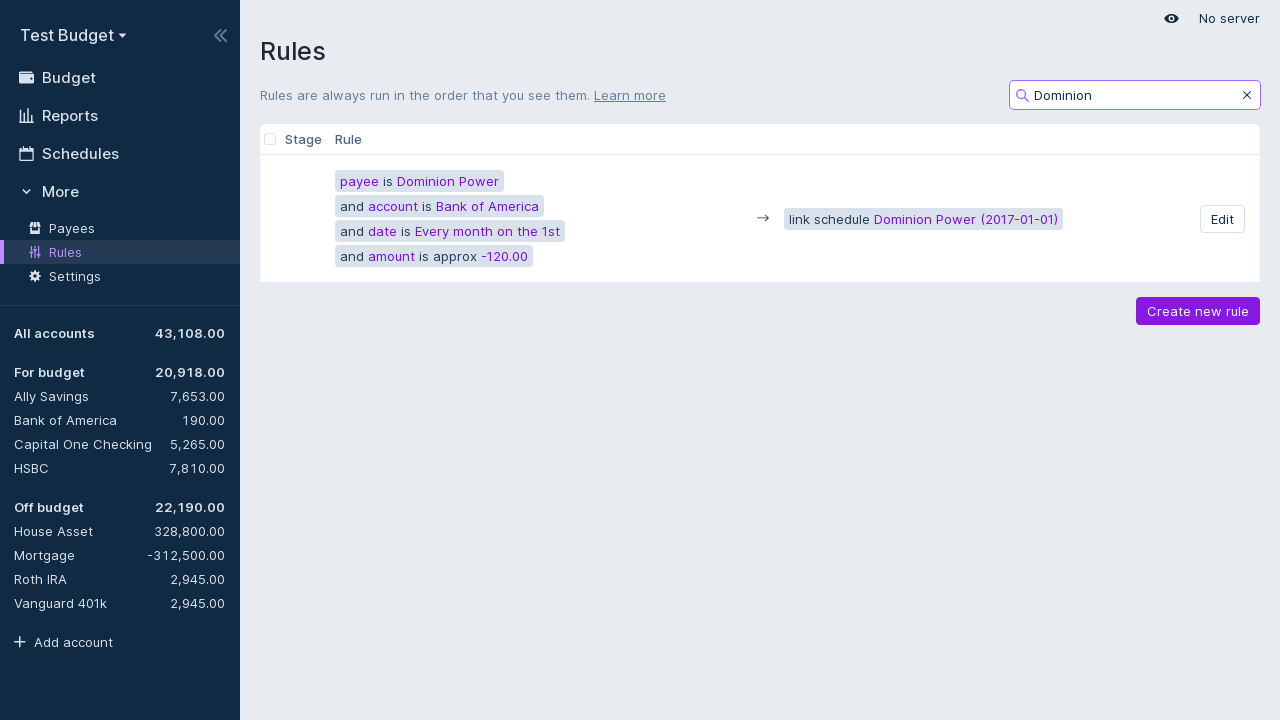 Test Budget
Budget
Reports
Schedules
More
Payees
Rules
Settings
All accounts 43,108.00
For budget 20,918.00
Ally Savings 7,653.00
Bank of America 190.00
Capital One Checking 5,265.00
HSBC 7,810.00
Off budget 22,190.00
House Asset 328,800.00
Mortgage -312,500.00
Roth IRA 2,945.00
Vanguard 401k 2,945.00
Add account
No server
Rules
Rules are always run in the order that you see them. Learn more
Dominion
Stage Rule
payee is Dominion Power
and account is Bank of America
and date is Every month on the 1st
and amount is approx -120.00
link schedule Dominion Power (2017-01-01)
Edit
Create new rule